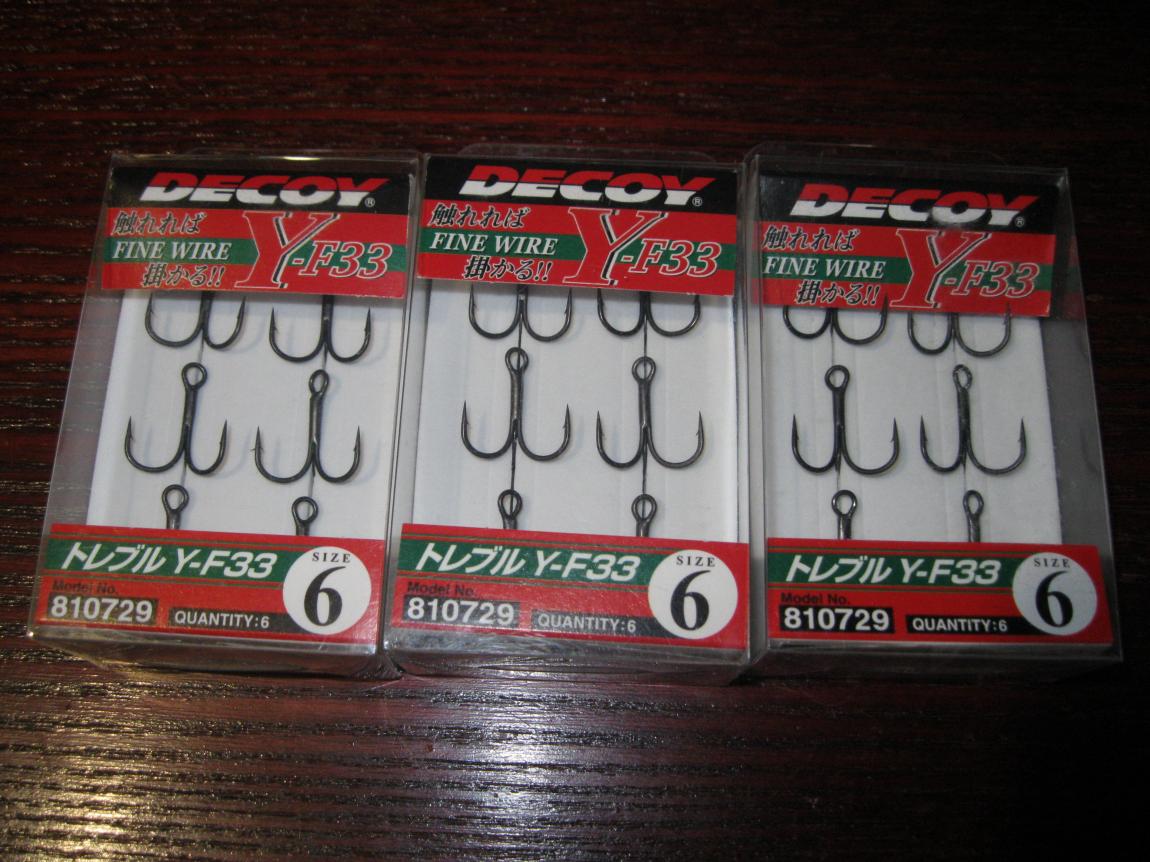 DECOY®
触れれば
FINE WIRE
掛かる!!
Y-F33
トレブル Y-F33
SIZE
6
Model No.
810729
QUANTITY:6
DECOY®
触れれば
FINE WIRE
掛かる!!
Y-F33
トレブル Y-F33
SIZE
6
Model No.
810729
QUANTITY:6
DECOY®
触れれば
FINE WIRE
掛かる!!
Y-F33
トレブル Y-F33
SIZE
6
Model No.
810729
QUANTITY:6